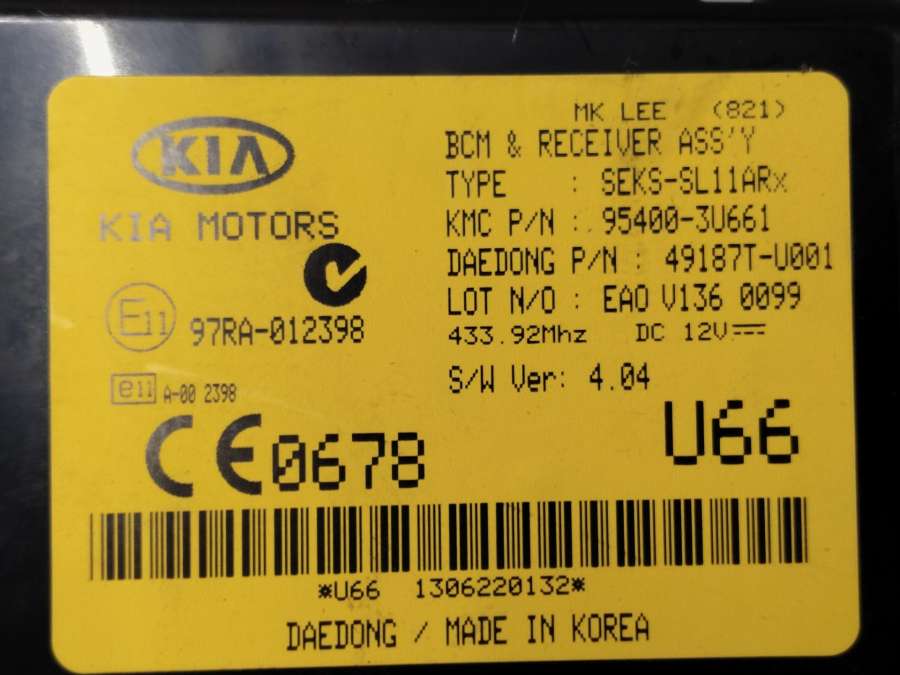 MK LEE (821)
KIA
BCM & RECEIVER ASS'Y
TYPE : SEKS-SL11ARx
KIA MOTORS
KMC P/N : 95400-3U661
DAEDONG P/N : 49187T-U001
LOT N/O : EAO V136 0099
E11 97RA-012398
433.92Mhz DC 12V
S/W Ver: 4.04
e11 A-00 2398
CE0678
U66
*U66 1306220132*
DAEDONG / MADE IN KOREA